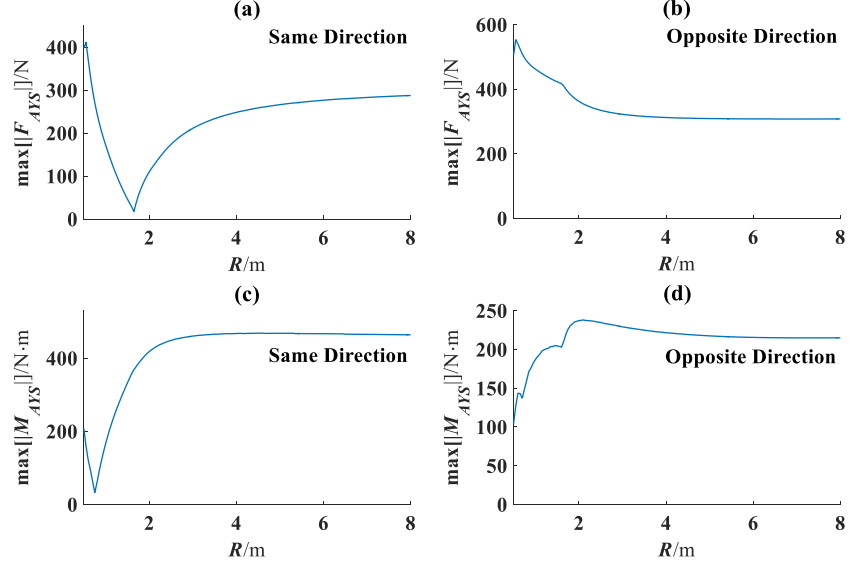 (a)
Same Direction
max[|F_AYS|]/N
400
300
200
100
0
2
4
6
8
R/m
(b)
Opposite Direction
max[|F_AYS|]/N
600
400
200
0
2
4
6
8
R/m
(c)
Same Direction
max[|M_AYS|]/N·m
400
200
0
2
4
6
8
R/m
(d)
Opposite Direction
max[|M_AYS|]/N·m
250
200
150
100
50
0
2
4
6
8
R/m